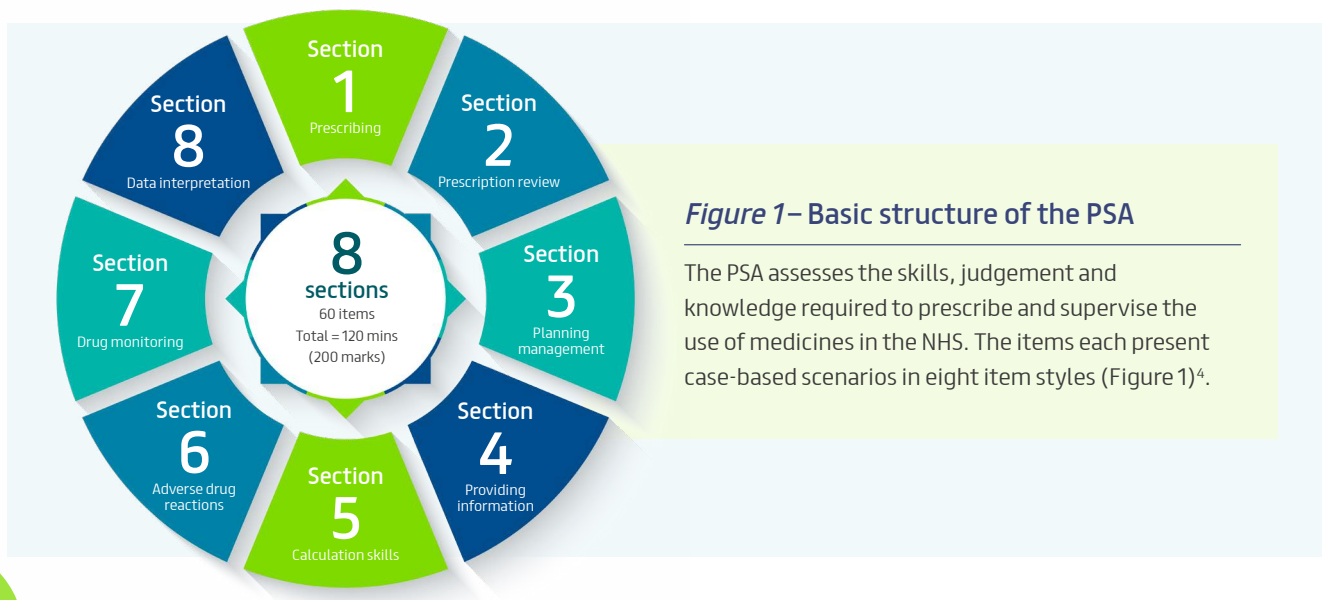 Section
1
Prescribing
Section
2
Prescription review
Section
3
Planning
management
Section
4
Providing
information
Section
5
Calculation skills
Section
6
Adverse drug
reactions
Section
7
Drug monitoring
Section
8
Data interpretation
8
sections
60 items
Total = 120 mins
(200 marks)
Figure 1 – Basic structure of the PSA
The PSA assesses the skills, judgement and
knowledge required to prescribe and supervise the
use of medicines in the NHS. The items each present
case-based scenarios in eight item styles (Figure 1)⁴.